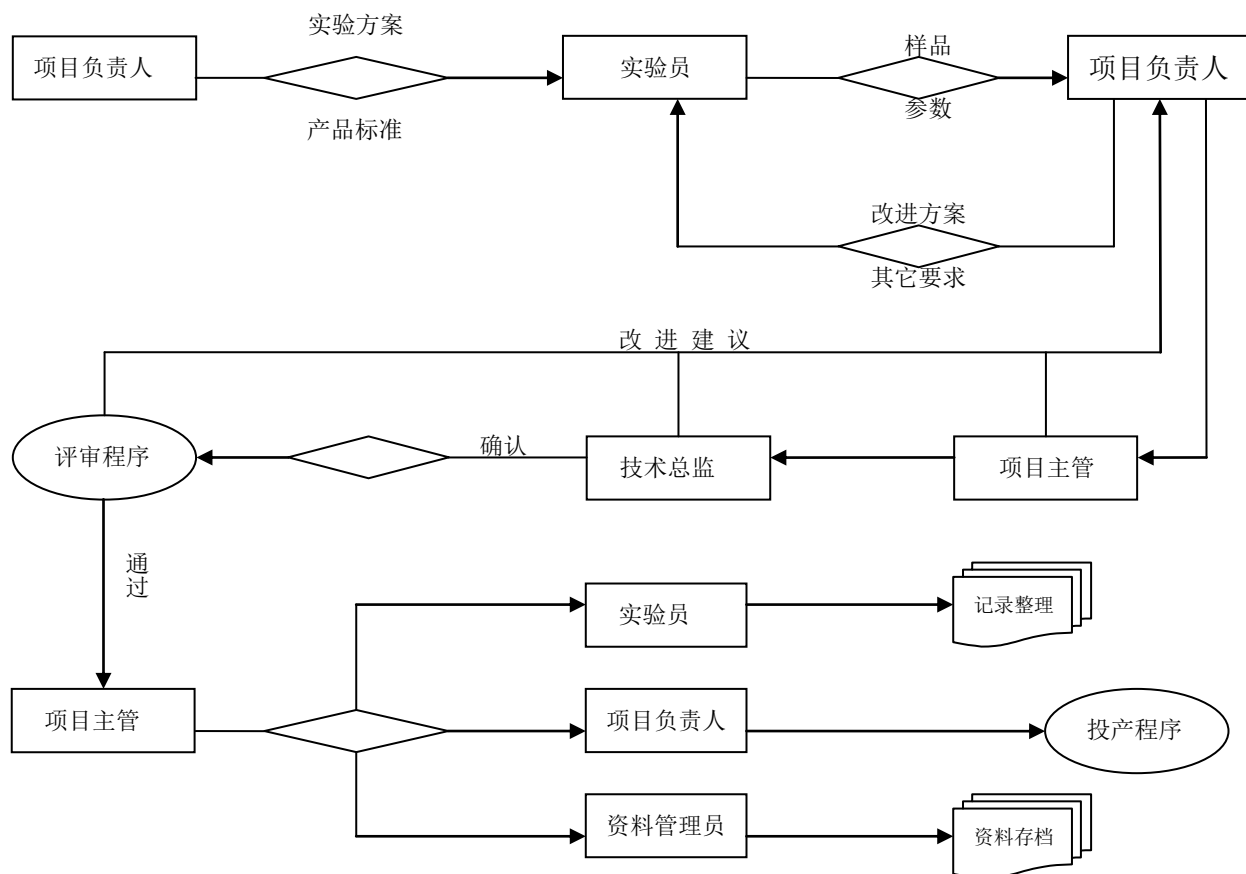 实验方案
项目负责人
产品标准
实验员
样品
参数
项目负责人
改进方案
其它要求
改 进 建 议
评审程序
确认
技术总监
项目主管
通过
实验员
记录整理
项目主管
项目负责人
投产程序
资料管理员
资料存档